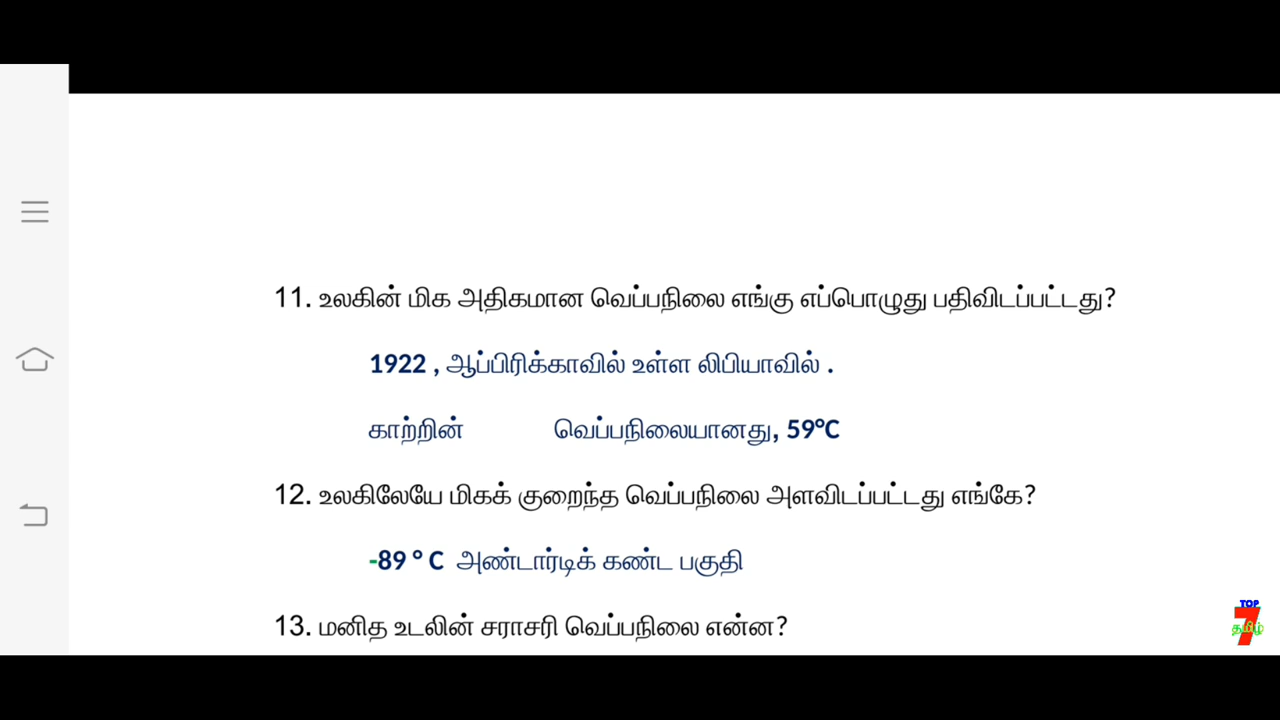 11. உலகின் மிக அதிகமான வெப்பநிலை எங்கு எப்பொழுது பதிவிடப்பட்டது?
1922 , ஆப்பிரிக்காவில் உள்ள லிபியாவில் .
காற்றின் வெப்பநிலையானது, 59°C
12. உலகிலேயே மிகக் குறைந்த வெப்பநிலை அளவிடப்பட்டது எங்கே?
-89 ° C அண்டார்டிக் கண்ட பகுதி
13. மனித உடலின் சராசரி வெப்பநிலை என்ன?
TOP
7
தமிழ்